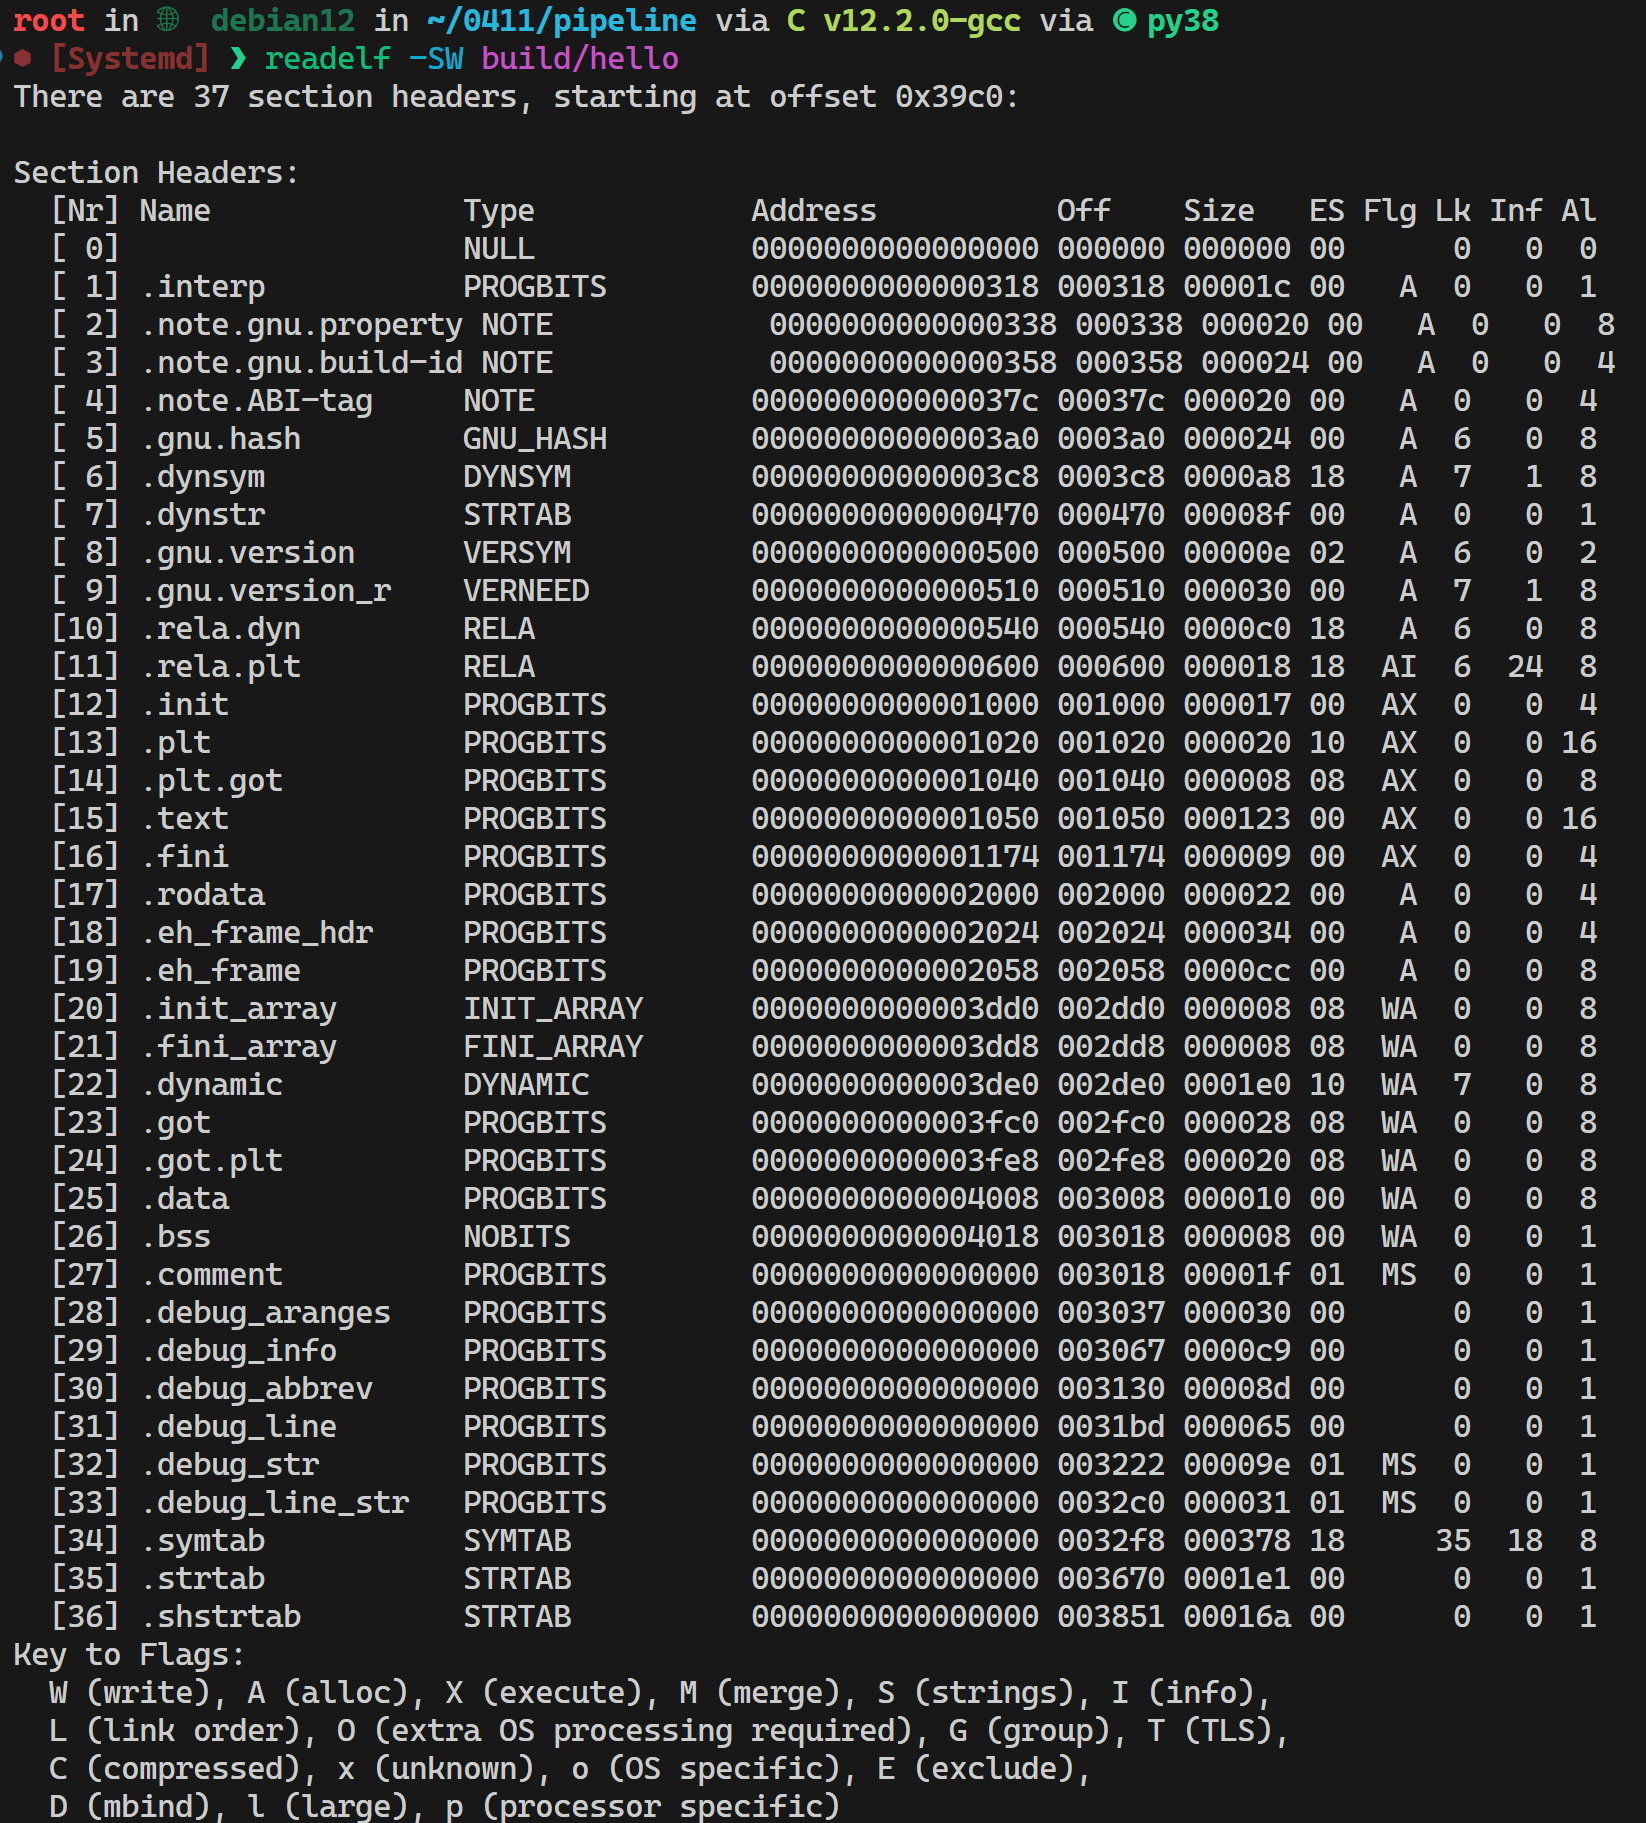 root in 🌐 debian12 in ~/0411/pipeline via C v12.2.0-gcc via © py38
[Systemd] ❯ readelf -SW build/hello
There are 37 section headers, starting at offset 0x39c0:

Section Headers:
  [Nr] Name              Type            Address          Off    Size   ES Flg Lk Inf Al
  [ 0]                   NULL            0000000000000000 000000 000000 00      0   0  0
  [ 1] .interp           PROGBITS        0000000000000318 000318 00001c 00   A  0   0  1
  [ 2] .note.gnu.property NOTE            0000000000000338 000338 000020 00   A  0   0  8
  [ 3] .note.gnu.build-id NOTE            0000000000000358 000358 000024 00   A  0   0  4
  [ 4] .note.ABI-tag     NOTE            000000000000037c 00037c 000020 00   A  0   0  4
  [ 5] .gnu.hash         GNU_HASH        00000000000003a0 0003a0 000024 00   A  6   0  8
  [ 6] .dynsym           DYNSYM          00000000000003c8 0003c8 0000a8 18   A  7   1  8
  [ 7] .dynstr           STRTAB          0000000000000470 000470 00008f 00   A  0   0  1
  [ 8] .gnu.version      VERSYM          0000000000000500 000500 00000e 02   A  6   0  2
  [ 9] .gnu.version_r    VERNEED         0000000000000510 000510 000030 00   A  7   1  8
  [10] .rela.dyn         RELA            0000000000000540 000540 0000c0 18   A  6   0  8
  [11] .rela.plt         RELA            0000000000000600 000600 000018 18  AI  6  24  8
  [12] .init             PROGBITS        0000000000001000 001000 000017 00  AX  0   0  4
  [13] .plt              PROGBITS        0000000000001020 001020 000020 10  AX  0   0 16
  [14] .plt.got          PROGBITS        0000000000001040 001040 000008 08  AX  0   0  8
  [15] .text             PROGBITS        0000000000001050 001050 000123 00  AX  0   0 16
  [16] .fini             PROGBITS        0000000000001174 001174 000009 00  AX  0   0  4
  [17] .rodata           PROGBITS        0000000000002000 002000 000022 00   A  0   0  4
  [18] .eh_frame_hdr     PROGBITS        0000000000002024 002024 000034 00   A  0   0  4
  [19] .eh_frame         PROGBITS        0000000000002058 002058 0000cc 00   A  0   0  8
  [20] .init_array       INIT_ARRAY      0000000000003dd0 002dd0 000008 08  WA  0   0  8
  [21] .fini_array       FINI_ARRAY      0000000000003dd8 002dd8 000008 08  WA  0   0  8
  [22] .dynamic          DYNAMIC         0000000000003de0 002de0 0001e0 10  WA  7   0  8
  [23] .got              PROGBITS        0000000000003fc0 002fc0 000028 08  WA  0   0  8
  [24] .got.plt          PROGBITS        0000000000003fe8 002fe8 000020 08  WA  0   0  8
  [25] .data             PROGBITS        0000000000004008 003008 000010 00  WA  0   0  8
  [26] .bss              NOBITS          0000000000004018 003018 000008 00  WA  0   0  1
  [27] .comment          PROGBITS        0000000000000000 003018 00001f 01  MS  0   0  1
  [28] .debug_aranges    PROGBITS        0000000000000000 003037 000030 00      0   0  1
  [29] .debug_info       PROGBITS        0000000000000000 003067 0000c9 00      0   0  1
  [30] .debug_abbrev     PROGBITS        0000000000000000 003130 00008d 00      0   0  1
  [31] .debug_line       PROGBITS        0000000000000000 0031bd 000065 00      0   0  1
  [32] .debug_str        PROGBITS        0000000000000000 003222 00009e 01  MS  0   0  1
  [33] .debug_line_str   PROGBITS        0000000000000000 0032c0 000031 01  MS  0   0  1
  [34] .symtab           SYMTAB          0000000000000000 0032f8 000378 18     35  18  8
  [35] .strtab           STRTAB          0000000000000000 003670 0001e1 00      0   0  1
  [36] .shstrtab         STRTAB          0000000000000000 003851 00016a 00      0   0  1
Key to Flags:
  W (write), A (alloc), X (execute), M (merge), S (strings), I (info),
  L (link order), O (extra OS processing required), G (group), T (TLS),
  C (compressed), x (unknown), o (OS specific), E (exclude),
  D (mbind), l (large), p (processor specific)